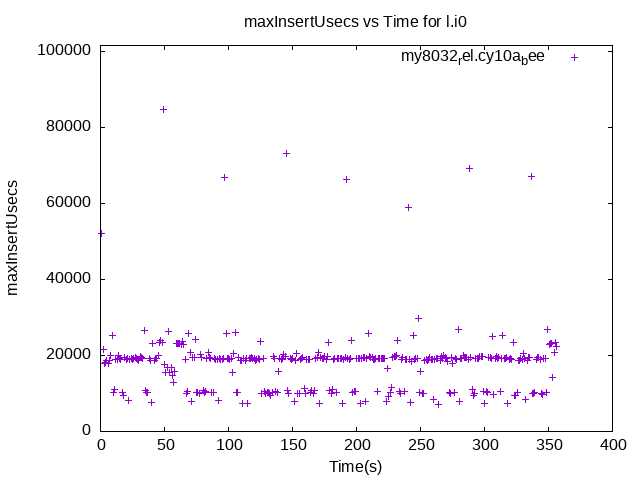 maxInsertUsecs vs Time for l.i0
my8032rel.cy10abee
100000
80000
60000
40000
20000
0
maxInsertUsecs
0 50 100 150 200 250 300 350 400
Time(s)